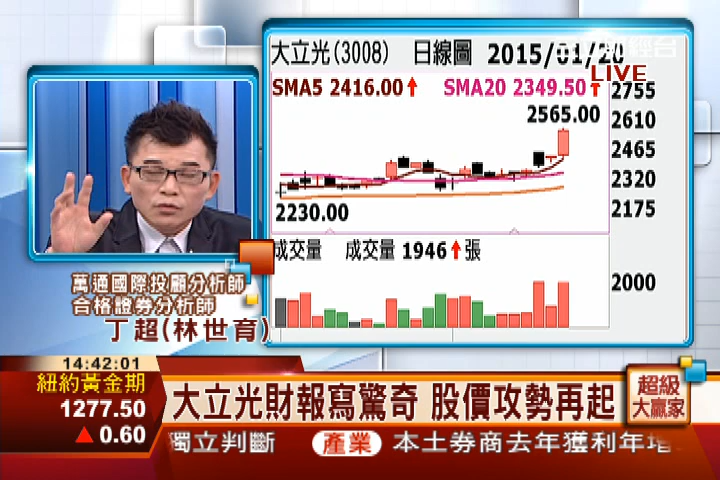 大立光(3008) 日線圖 2015/01/20
LIVE
SMA5 2416.00 SMA20 2349.50
2755
2565.00
2610
2465
2320
2230.00
2175
成交量 成交量 1946 張
2000
萬通國際投顧分析師
合格證券分析師
丁超(林世育)
14:42:01
紐約黃金期
1277.50
0.60
大立光財報寫驚奇 股價攻勢再起
超級
大贏家
獨立判斷 產業 本土券商去年獲利年增